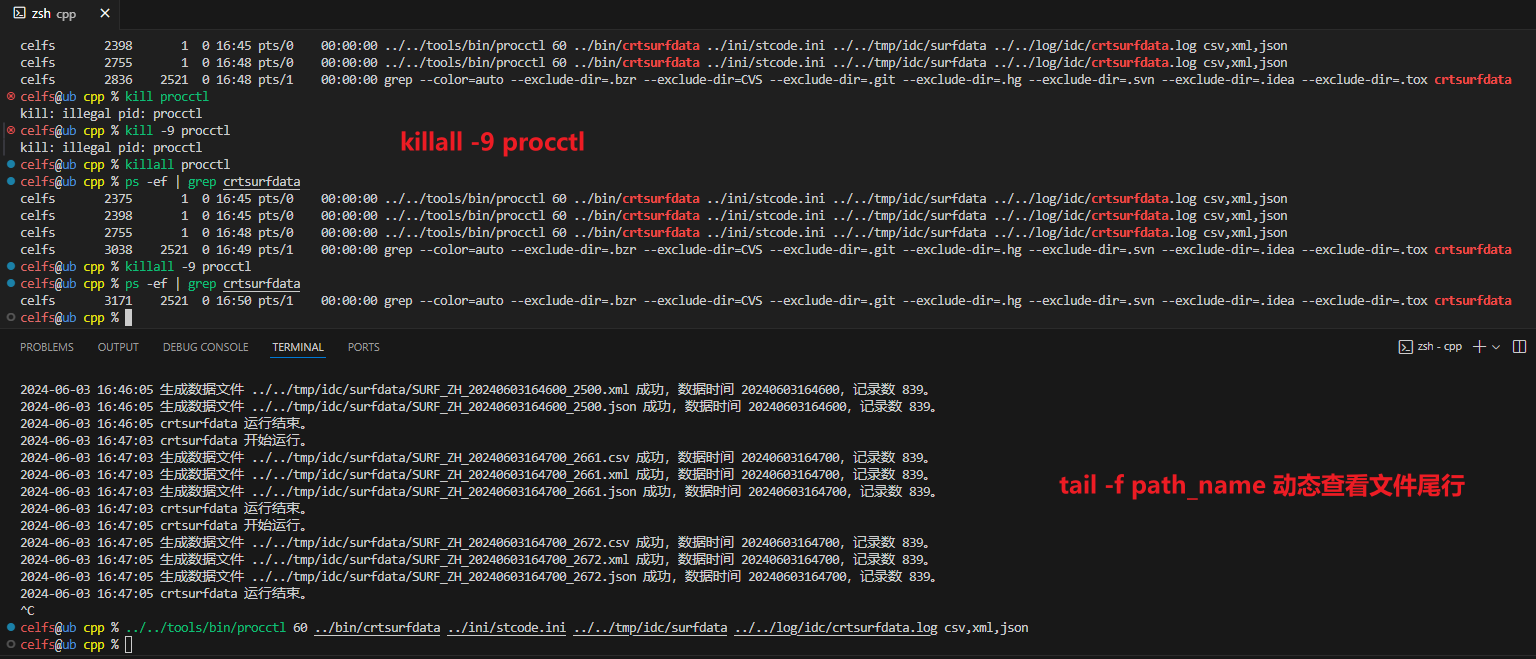 zsh cpp
celfs 2398 1 0 16:45 pts/0 00:00:00 ../../tools/bin/procctl 60 ../bin/crtsurfdata ../ini/stcode.ini ../../tmp/idc/surfdata ../../log/idc/crtsurfdata.log csv,xml,json
celfs 2755 1 0 16:48 pts/0 00:00:00 ../../tools/bin/procctl 60 ../bin/crtsurfdata ../ini/stcode.ini ../../tmp/idc/surfdata ../../log/idc/crtsurfdata.log csv,xml,json
celfs 2836 2521 0 16:48 pts/1 00:00:00 grep --color=auto --exclude-dir=.bzr --exclude-dir=CVS --exclude-dir=.git --exclude-dir=.hg --exclude-dir=.svn --exclude-dir=.idea --exclude-dir=.tox crtsurfdata
celfs@ub cpp % kill procctl
kill: illegal pid: procctl
celfs@ub cpp % kill -9 procctl
killall -9 procctl
kill: illegal pid: procctl
celfs@ub cpp % killall procctl
celfs@ub cpp % ps -ef | grep crtsurfdata
celfs 2375 1 0 16:45 pts/0 00:00:00 ../../tools/bin/procctl 60 ../bin/crtsurfdata ../ini/stcode.ini ../../tmp/idc/surfdata ../../log/idc/crtsurfdata.log csv,xml,json
celfs 2398 1 0 16:45 pts/0 00:00:00 ../../tools/bin/procctl 60 ../bin/crtsurfdata ../ini/stcode.ini ../../tmp/idc/surfdata ../../log/idc/crtsurfdata.log csv,xml,json
celfs 2755 1 0 16:48 pts/0 00:00:00 ../../tools/bin/procctl 60 ../bin/crtsurfdata ../ini/stcode.ini ../../tmp/idc/surfdata ../../log/idc/crtsurfdata.log csv,xml,json
celfs 3038 2521 0 16:49 pts/1 00:00:00 grep --color=auto --exclude-dir=.bzr --exclude-dir=CVS --exclude-dir=.git --exclude-dir=.hg --exclude-dir=.svn --exclude-dir=.idea --exclude-dir=.tox crtsurfdata
celfs@ub cpp % killall -9 procctl
celfs@ub cpp % ps -ef | grep crtsurfdata
celfs 3171 2521 0 16:50 pts/1 00:00:00 grep --color=auto --exclude-dir=.bzr --exclude-dir=CVS --exclude-dir=.git --exclude-dir=.hg --exclude-dir=.svn --exclude-dir=.idea --exclude-dir=.tox crtsurfdata
celfs@ub cpp %
PROBLEMS OUTPUT DEBUG CONSOLE TERMINAL PORTS zsh - cpp
2024-06-03 16:46:05 生成数据文件 ../../tmp/idc/surfdata/SURF_ZH_20240603164600_2500.xml 成功，数据时间 20240603164600，记录数 839。
2024-06-03 16:46:05 生成数据文件 ../../tmp/idc/surfdata/SURF_ZH_20240603164600_2500.json 成功，数据时间 20240603164600，记录数 839。
2024-06-03 16:46:05 crtsurfdata 运行结束。
2024-06-03 16:47:03 crtsurfdata 开始运行。
2024-06-03 16:47:03 生成数据文件 ../../tmp/idc/surfdata/SURF_ZH_20240603164700_2661.csv 成功，数据时间 20240603164700，记录数 839。
2024-06-03 16:47:03 生成数据文件 ../../tmp/idc/surfdata/SURF_ZH_20240603164700_2661.xml 成功，数据时间 20240603164700，记录数 839。
2024-06-03 16:47:03 生成数据文件 ../../tmp/idc/surfdata/SURF_ZH_20240603164700_2661.json 成功，数据时间 20240603164700，记录数 839。
tail -f path_name 动态查看文件尾行
2024-06-03 16:47:03 crtsurfdata 运行结束。
2024-06-03 16:47:05 crtsurfdata 开始运行。
2024-06-03 16:47:05 生成数据文件 ../../tmp/idc/surfdata/SURF_ZH_20240603164700_2672.csv 成功，数据时间 20240603164700，记录数 839。
2024-06-03 16:47:05 生成数据文件 ../../tmp/idc/surfdata/SURF_ZH_20240603164700_2672.xml 成功，数据时间 20240603164700，记录数 839。
2024-06-03 16:47:05 生成数据文件 ../../tmp/idc/surfdata/SURF_ZH_20240603164700_2672.json 成功，数据时间 20240603164700，记录数 839。
2024-06-03 16:47:05 crtsurfdata 运行结束。
^C
celfs@ub cpp % ../../tools/bin/procctl 60 ../bin/crtsurfdata ../ini/stcode.ini ../../tmp/idc/surfdata ../../log/idc/crtsurfdata.log csv,xml,json
celfs@ub cpp %